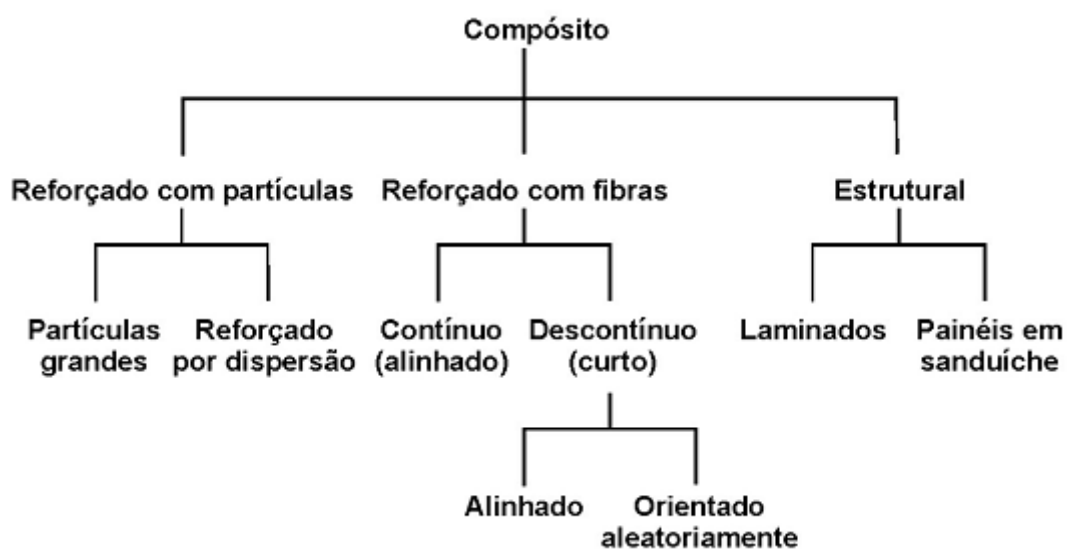 Compósito
Reforçado com partículas
Reforçado com fibras
Estrutural
Partículas
grandes
Reforçado
por dispersão
Contínuo
(alinhado)
Descontínuo
(curto)
Laminados
Painéis em
sanduíche
Alinhado
Orientado
aleatoriamente